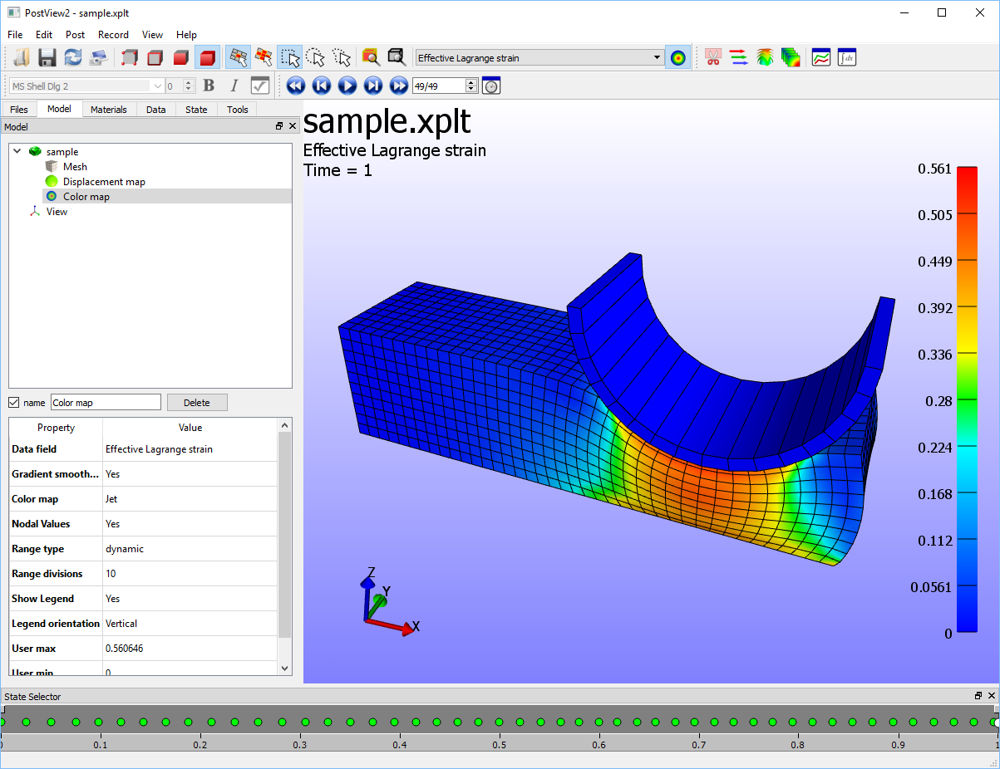 PostView2 - sample.xplt
File Edit Post Record View Help
Effective Lagrange strain
f dx
MS Shell Dlg 2 0 B I 49/49
Files Model Materials Data State Tools
Model
sample
Mesh
Displacement map
Color map
View
name Color map Delete
Property Value
Data field Effective Lagrange strain
Gradient smooth... Yes
Color map Jet
Nodal Values Yes
Range type dynamic
Range divisions 10
Show Legend Yes
Legend orientation Vertical
User max 0.560646
User min 0
sample.xplt
Effective Lagrange strain
Time = 1
0.561
0.505
0.449
0.392
0.336
0.28
0.224
0.168
0.112
0.0561
0
Z
Y
X
State Selector
0 0.1 0.2 0.3 0.4 0.5 0.6 0.7 0.8 0.9 1